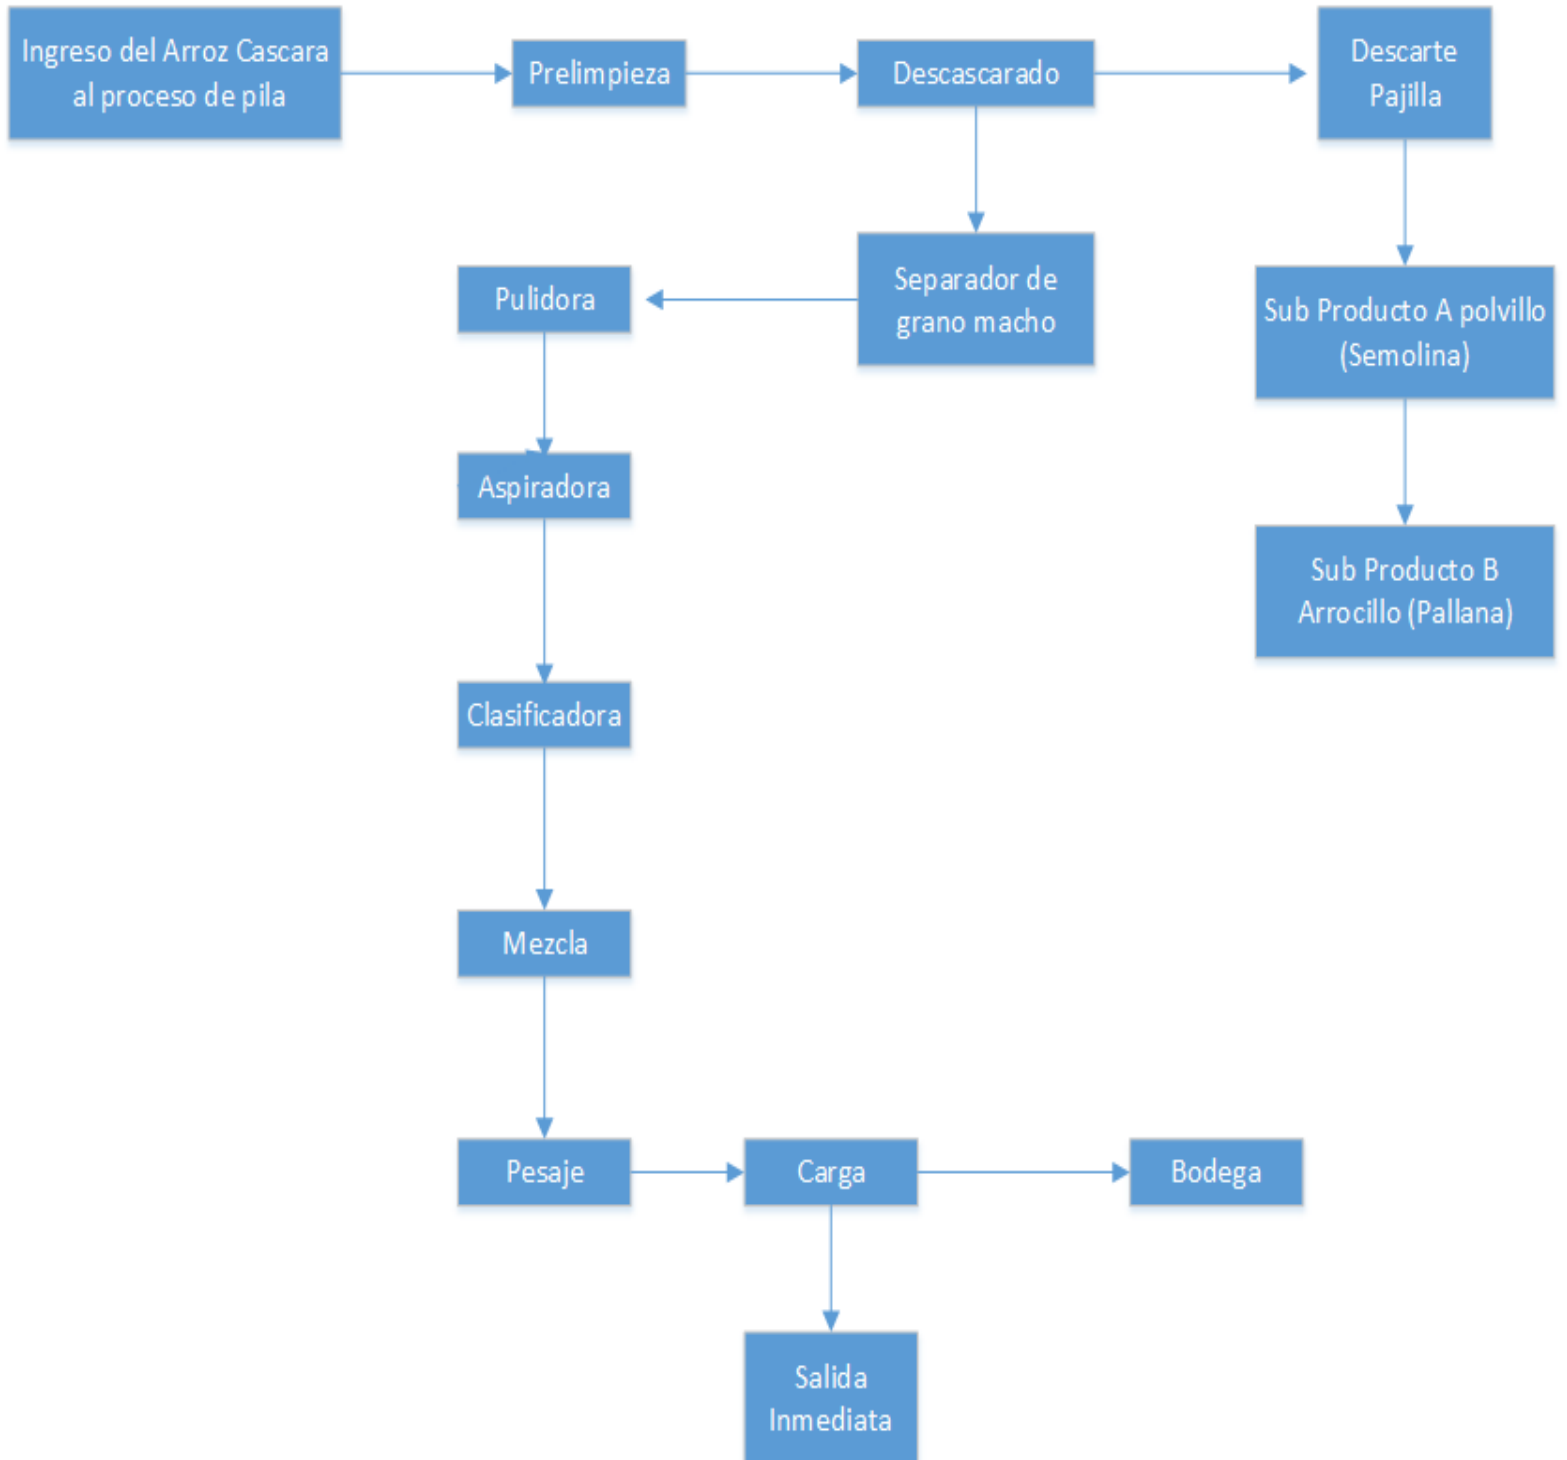 Ingreso del Arroz Cascara
al proceso de pila
Prelimpieza
Descascarado
Descarte
Pajilla
Pulidora
Separador de
grano macho
Sub Producto A polvillo
(Semolina)
Aspiradora
Sub Producto B
Arrocillo (Pallana)
Clasificadora
Mezcla
Pesaje
Carga
Bodega
Salida
Inmediata